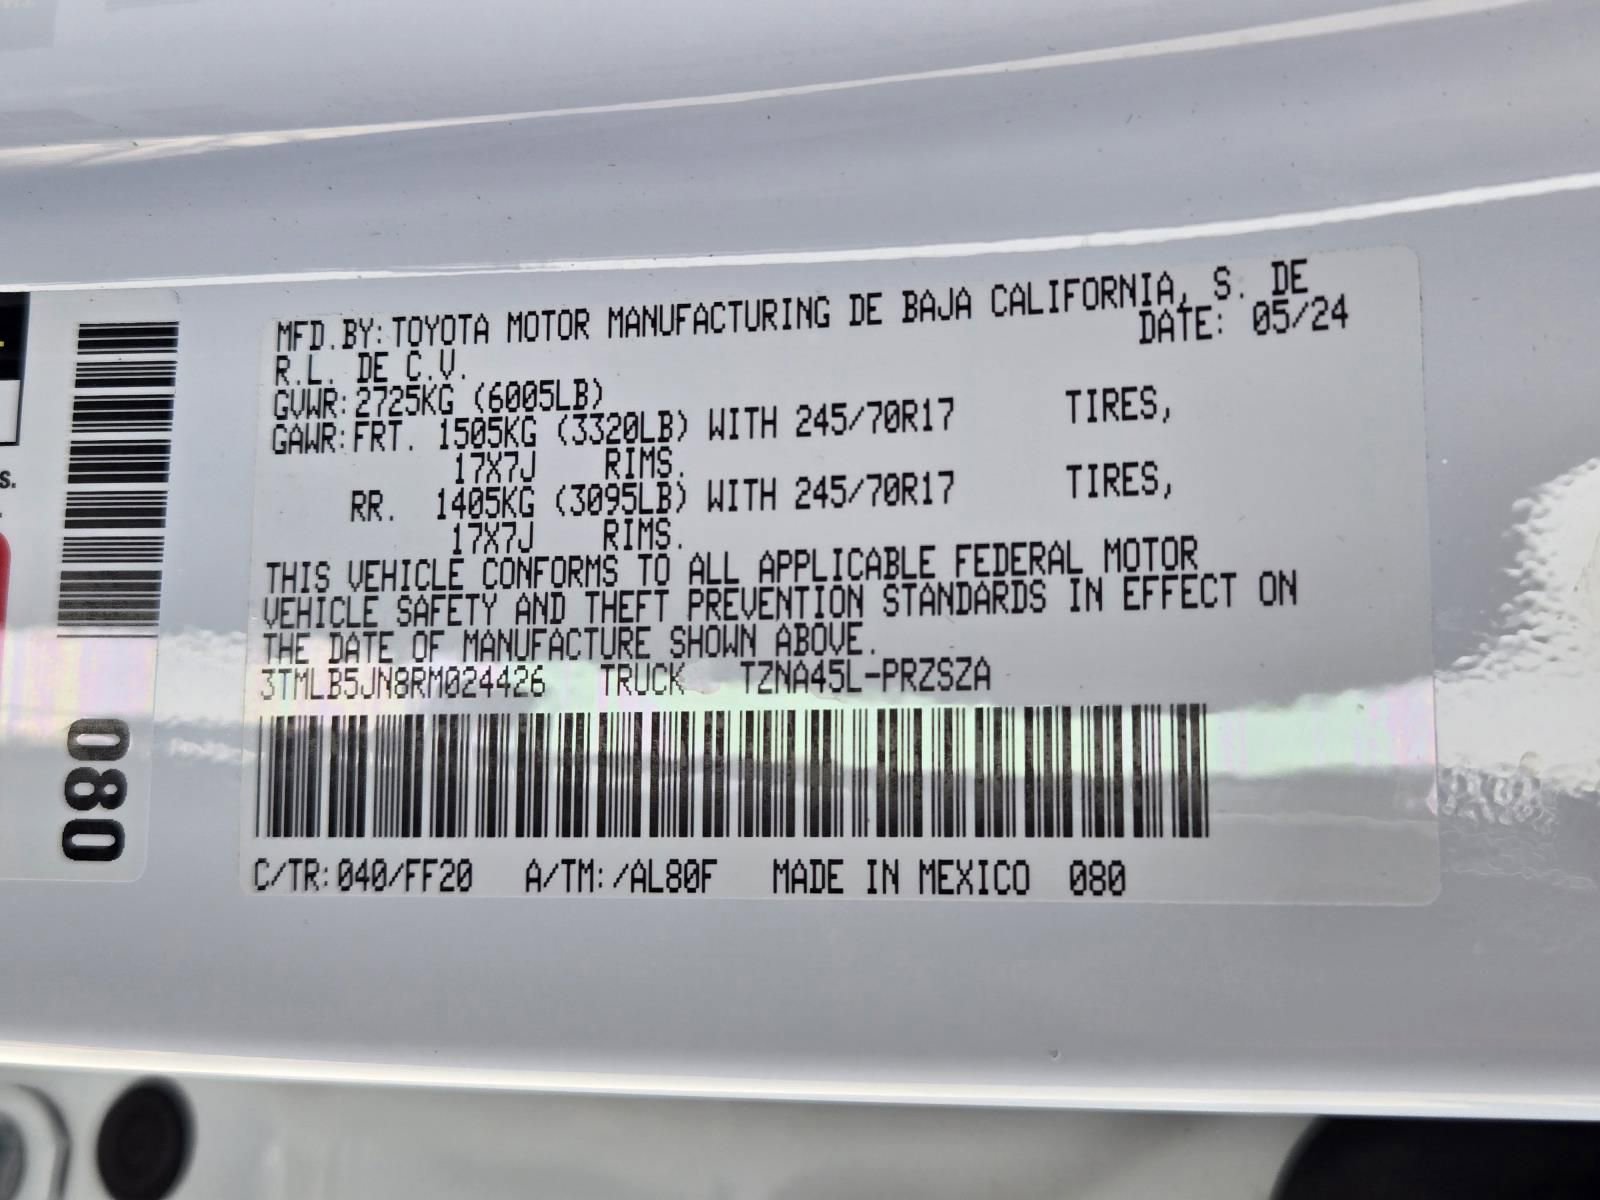 MFD.BY:TOYOTA MOTOR MANUFACTURING DE BAJA CALIFORNIA, S. DE
R.L. DE C.V. DATE: 05/24
GVWR:2725KG (6005LB)
GAWR:FRT. 1505KG (3320LB) WITH 245/70R17 TIRES,
17X7J RIMS.
RR. 1405KG (3095LB) WITH 245/70R17 TIRES,
17X7J RIMS.
THIS VEHICLE CONFORMS TO ALL APPLICABLE FEDERAL MOTOR
VEHICLE SAFETY AND THEFT PREVENTION STANDARDS IN EFFECT ON
THE DATE OF MANUFACTURE SHOWN ABOVE.
3TMLB5JN8RM024426 TRUCK TZNA45L-PRZSZA
C/TR:040/FF20 A/TM:/AL80F MADE IN MEXICO 080
080